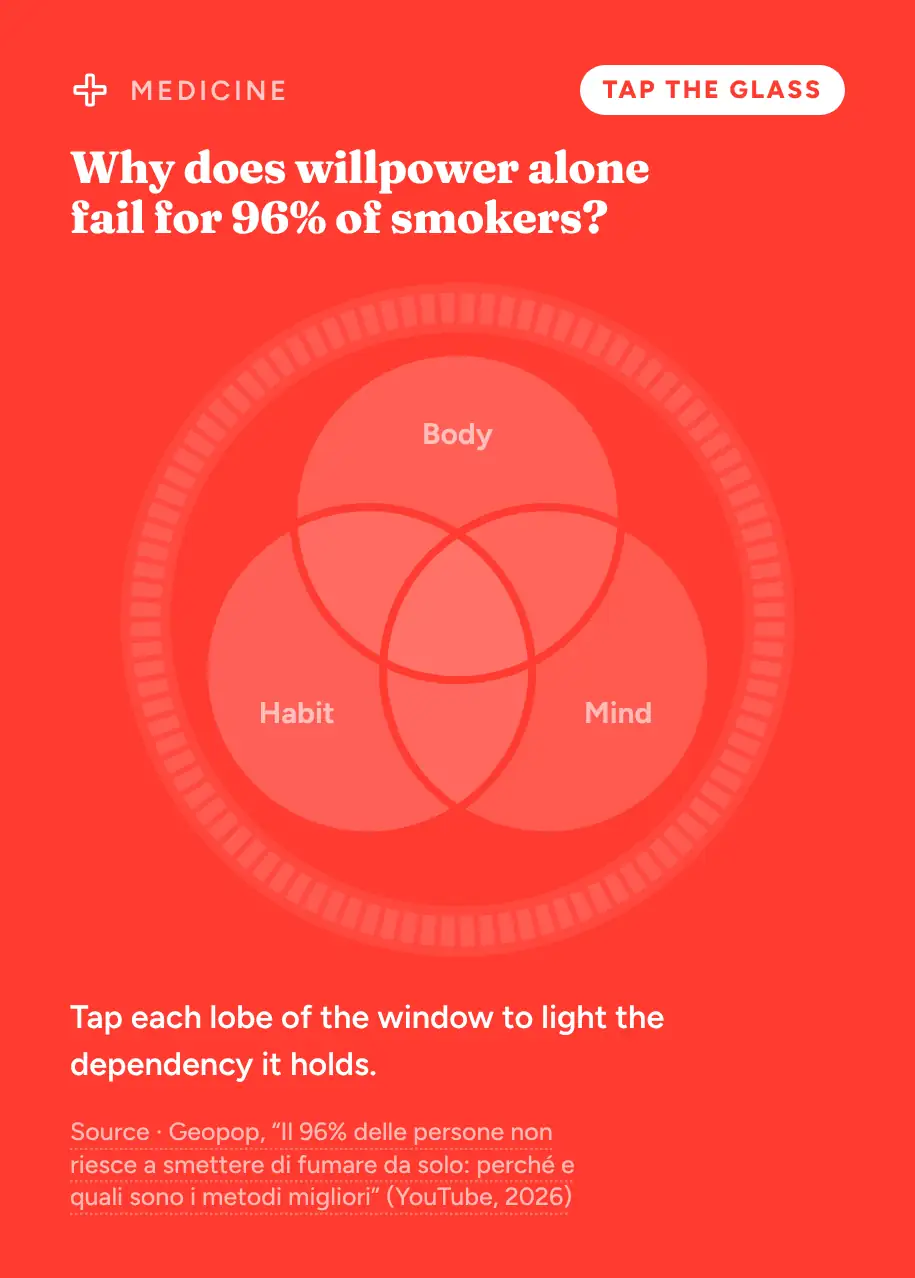 MEDICINE
TAP THE GLASS
Why does willpower alone
fail for 96% of smokers?
Body
Habit
Mind
Tap each lobe of the window to light the
dependency it holds.
Source · Geopop, “Il 96% delle persone non
riesce a smettere di fumare da solo: perché e
quali sono i metodi migliori” (YouTube, 2026)